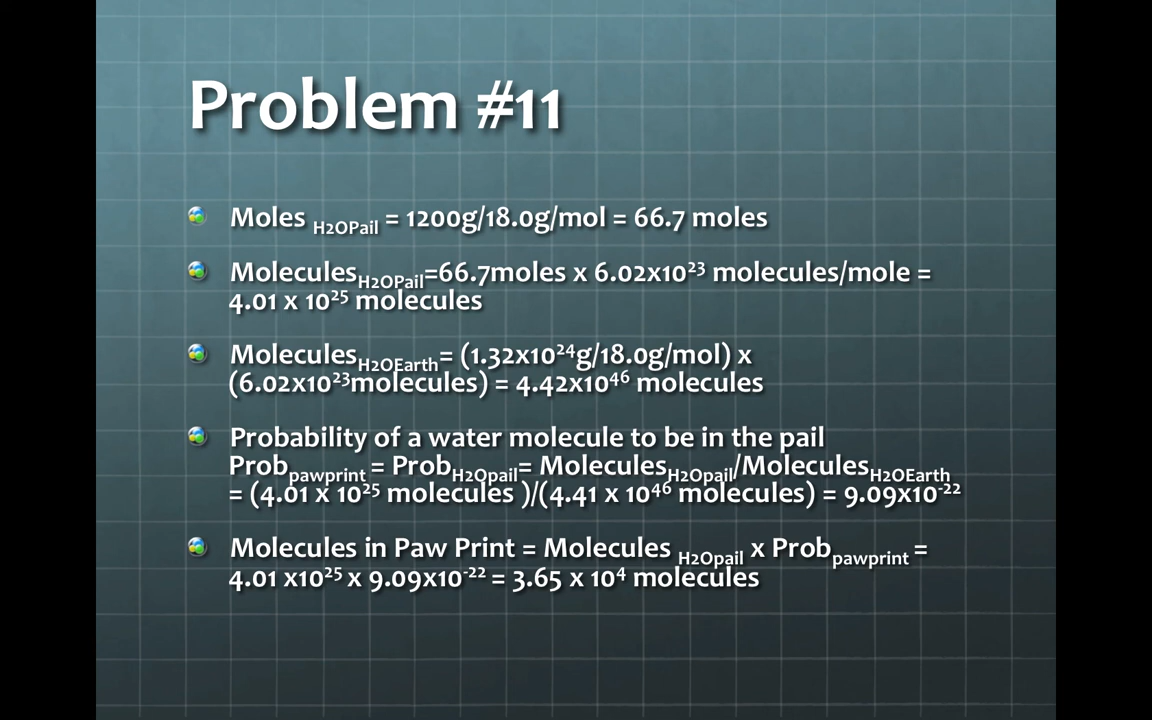 Problem #11
Moles H2OPail = 1200g/18.0g/mol = 66.7 moles
MoleculesH2OPail=66.7moles x 6.02x10²³ molecules/mole =
4.01 x 10²⁵ molecules
MoleculesH2OEarth= (1.32x10²⁴g/18.0g/mol) x
(6.02x10²³molecules) = 4.42x10⁴⁶ molecules
Probability of a water molecule to be in the pail
Probpawprint = ProbH2Opail= MoleculesH2Opail/MoleculesH2OEarth
= (4.01 x 10²⁵ molecules )/(4.41 x 10⁴⁶ molecules) = 9.09x10⁻²²
Molecules in Paw Print = Molecules H2Opail x Probpawprint =
4.01 x10²⁵ x 9.09x10⁻²² = 3.65 x 10⁴ molecules